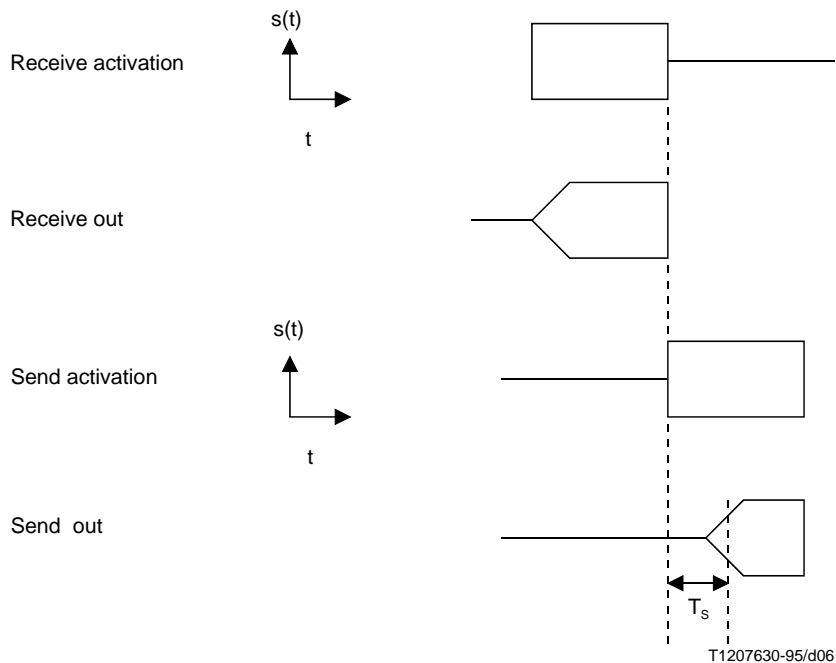 s(t)
Receive activation
t
Receive out
s(t)
Send activation
t
Send out
Ts
T1207630-95/d06